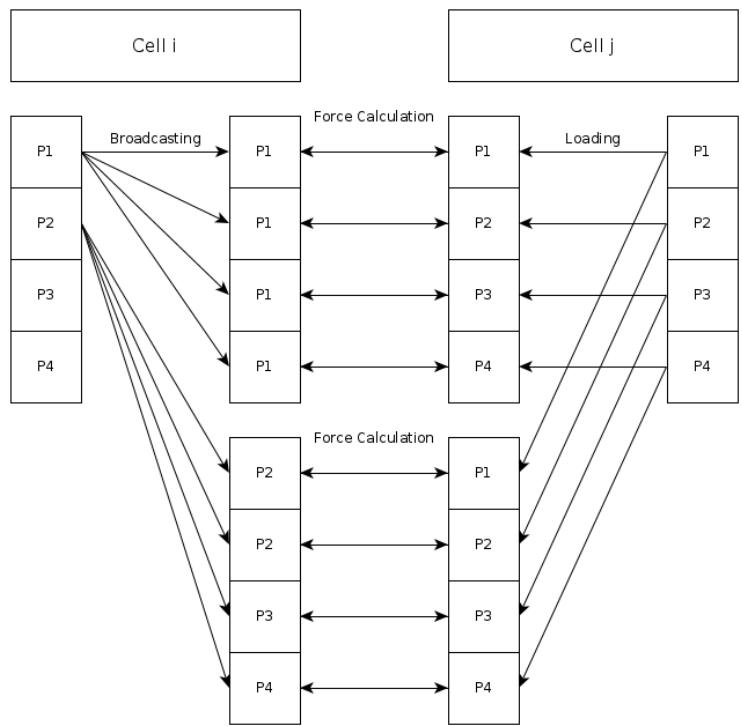 Cell i
Cell j
Force Calculation
Broadcasting
Loading
P1 P1 P1 P1
P2 P1 P2 P2
P3 P1 P3 P3
P4 P1 P4 P4
Force Calculation
P2 P1
P2 P2
P3 P3
P4 P4